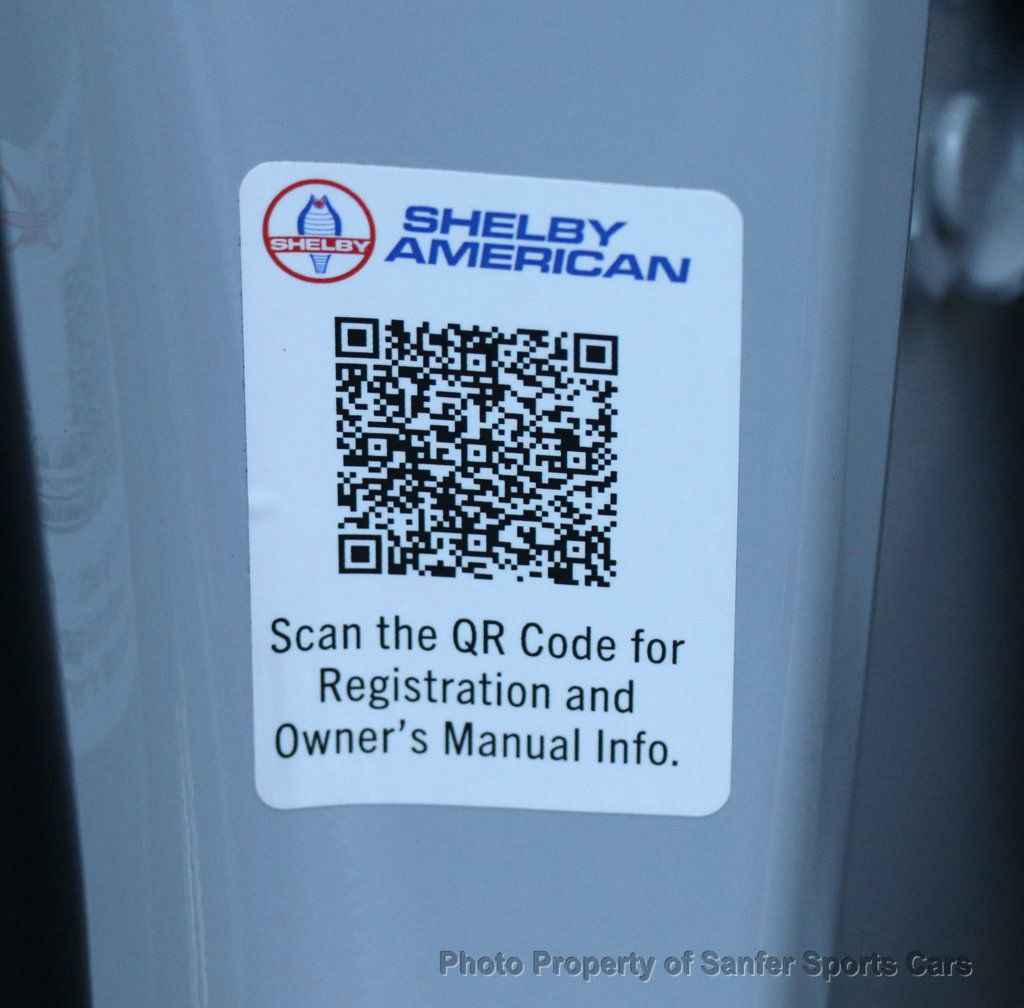 SHELBY
SHELBY
AMERICAN
Scan the QR Code for
Registration and
Owner's Manual Info.
Photo Property of Sanfer Sports Cars